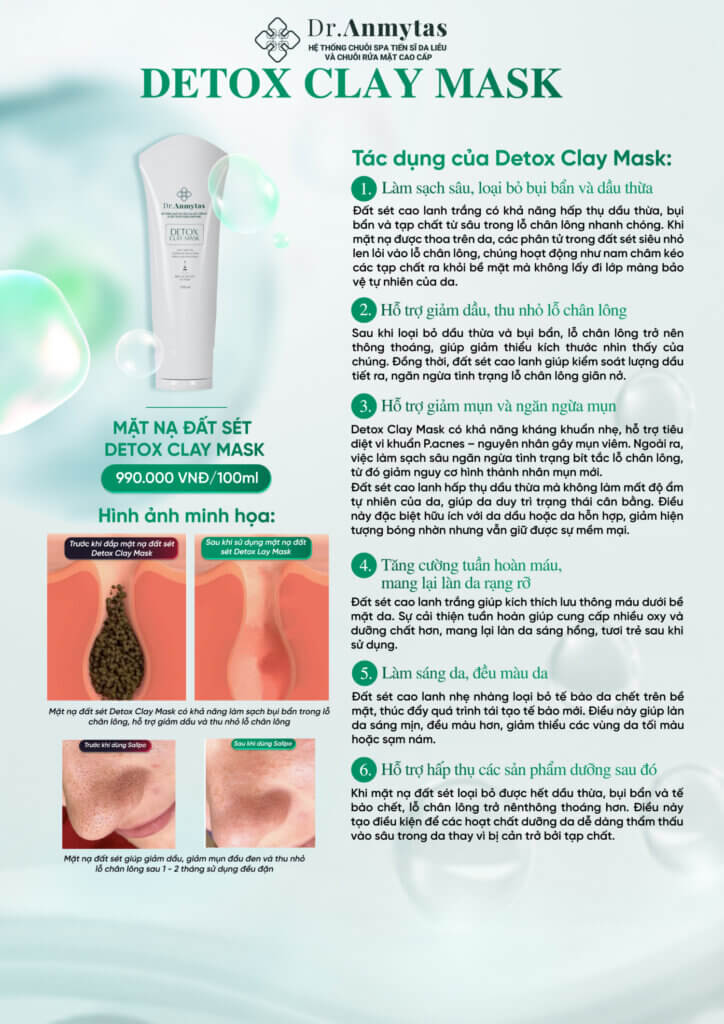 Dr.Anmytas
HỆ THỐNG CHUỖI SPA TIẾN SĨ DA LIỄU
VÀ CHUỖI RỬA MẶT CAO CẤP
DETOX CLAY MASK
Dr.Anmytas
DETOX
CLAY MASK
MẶT NẠ ĐẤT SÉT
DETOX CLAY MASK
990.000 VNĐ/100ml
Hình ảnh minh họa:
Trước khi đắp mặt nạ đất sét
Detox Clay Mask
Sau khi sử dụng mặt nạ đất
sét Detox Lay Mask
Mặt nạ đất sét Detox Clay Mask có khả năng làm sạch bụi bẩn trong lỗ
chân lông, hỗ trợ giảm dầu và thu nhỏ lỗ chân lông
Trước khi dùng Salipo
Sau khi dùng Salipo
Mặt nạ đất sét giúp giảm dầu, giảm mụn đầu đen và thu nhỏ
lỗ chân lông sau 1 - 2 tháng sử dụng đều đặn
Tác dụng của Detox Clay Mask:
1. Làm sạch sâu, loại bỏ bụi bẩn và dầu thừa
Đất sét cao lanh trắng có khả năng hấp thụ dầu thừa, bụi
bẩn và tạp chất từ sâu trong lỗ chân lông nhanh chóng. Khi
mặt nạ được thoa trên da, các phân tử trong đất sét siêu nhỏ
len lỏi vào lỗ chân lông, chúng hoạt động như nam châm kéo
các tạp chất ra khỏi bề mặt mà không lấy đi lớp màng bảo
vệ tự nhiên của da.
2. Hỗ trợ giảm dầu, thu nhỏ lỗ chân lông
Sau khi loại bỏ dầu thừa và bụi bẩn, lỗ chân lông trở nên
thông thoáng, giúp giảm thiểu kích thước nhìn thấy của
chúng. Đồng thời, đất sét cao lanh giúp kiểm soát lượng dầu
tiết ra, ngăn ngừa tình trạng lỗ chân lông giãn nở.
3. Hỗ trợ giảm mụn và ngăn ngừa mụn
Detox Clay Mask có khả năng kháng khuẩn nhẹ, hỗ trợ tiêu
diệt vi khuẩn P.acnes – nguyên nhân gây mụn viêm. Ngoài ra,
việc làm sạch sâu ngăn ngừa tình trạng bít tắc lỗ chân lông,
từ đó giảm nguy cơ hình thành nhân mụn mới.
Đất sét cao lanh hấp thụ dầu thừa mà không làm mất độ ẩm
tự nhiên của da, giúp da duy trì trạng thái cân bằng. Điều
này đặc biệt hữu ích với da dầu hoặc da hỗn hợp, giảm hiện
tượng bóng nhờn nhưng vẫn giữ được sự mềm mại.
4. Tăng cường tuần hoàn máu,
mang lại làn da rạng rỡ
Đất sét cao lanh trắng giúp kích thích lưu thông máu dưới bề
mặt da. Sự cải thiện tuần hoàn giúp cung cấp nhiều oxy và
dưỡng chất hơn, mang lại làn da sáng hồng, tươi trẻ sau khi
sử dụng.
5. Làm sáng da, đều màu da
Đất sét cao lanh nhẹ nhàng loại bỏ tế bào da chết trên bề
mặt, thúc đẩy quá trình tái tạo tế bào mới. Điều này giúp làn
da sáng mịn, đều màu hơn, giảm thiểu các vùng da tối màu
hoặc sạm nám.
6. Hỗ trợ hấp thụ các sản phẩm dưỡng sau đó
Khi mặt nạ đất sét loại bỏ được hết dầu thừa, bụi bẩn và tế
bào chết, lỗ chân lông trở nênthông thoáng hơn. Điều này
tạo điều kiện để các hoạt chất dưỡng da dễ dàng thẩm thấu
vào sâu trong da thay vì bị cản trở bởi tạp chất.